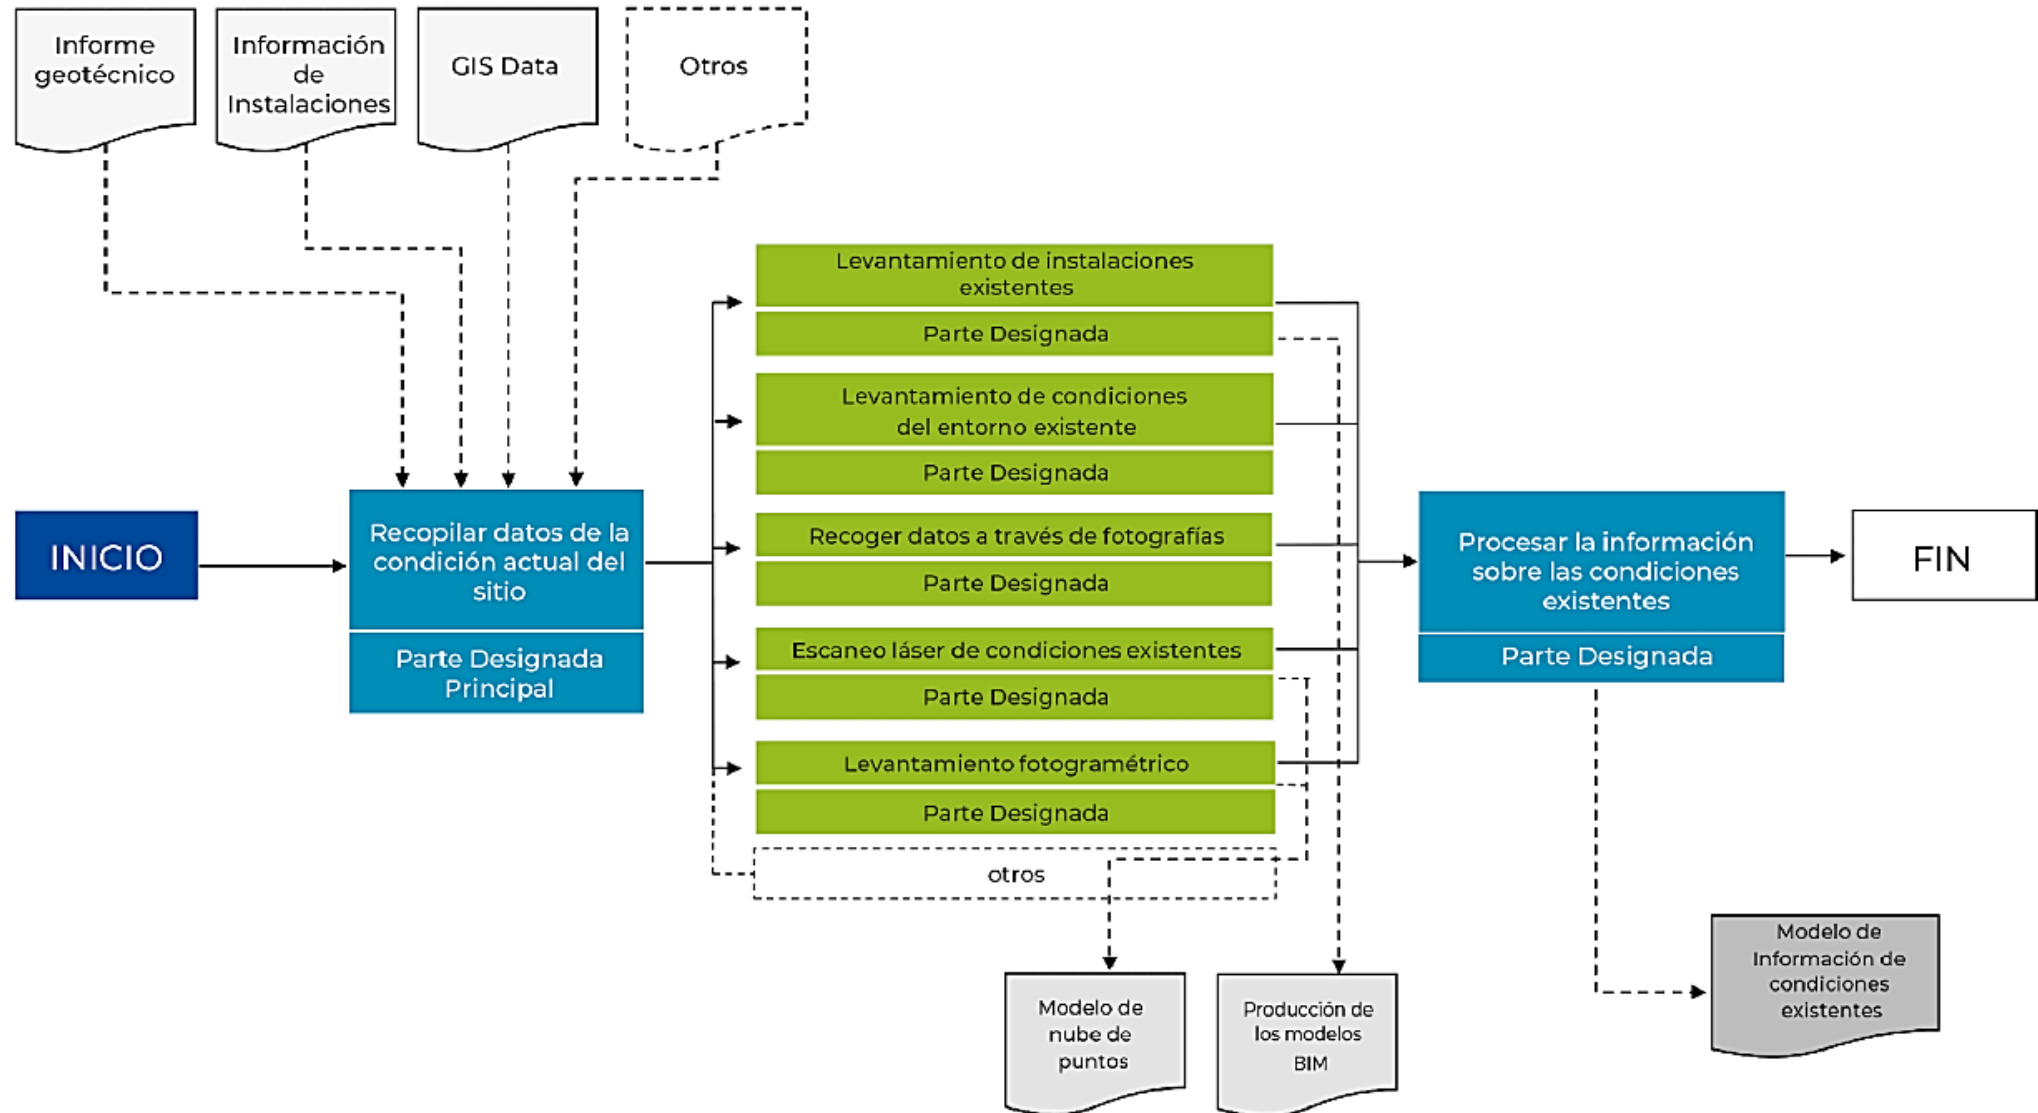 Informe
geotécnico
Información
de
Instalaciones
GIS Data
Otros
INICIO
Recopilar datos de la
condición actual del
sitio
Parte Designada
Principal
Levantamiento de instalaciones
existentes
Parte Designada
Levantamiento de condiciones
del entorno existente
Parte Designada
Recoger datos a través de fotografías
Parte Designada
Escaneo láser de condiciones existentes
Parte Designada
Levantamiento fotogramétrico
Parte Designada
otros
Procesar la información
sobre las condiciones
existentes
Parte Designada
FIN
Modelo de
nube de
puntos
Producción de
los modelos
BIM
Modelo de
Información de
condiciones
existentes